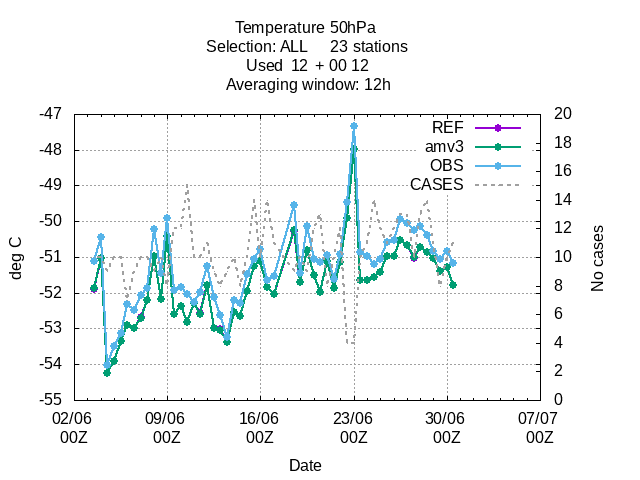 Temperature 50hPa
Selection: ALL 23 stations
Used 12 + 00 12
Averaging window: 12h
-47
-48
-49
-50
-51
-52
-53
-54
-55
deg C
20
18
16
14
12
10
8
6
4
2
0
No cases
REF
amv3
OBS
CASES
02/06 09/06 16/06 23/06 30/06 07/07
00Z 00Z 00Z 00Z 00Z 00Z
Date